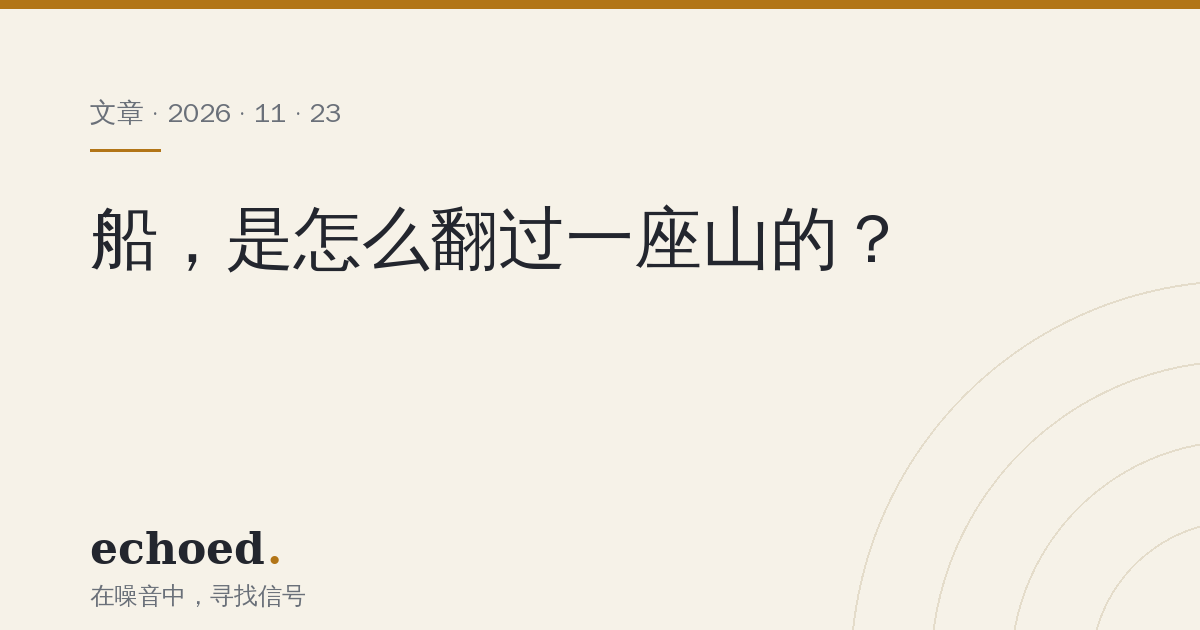 文章 · 2026 · 11 · 23
船，是怎么翻过一座山的？
echoed.
在噪音中，寻找信号